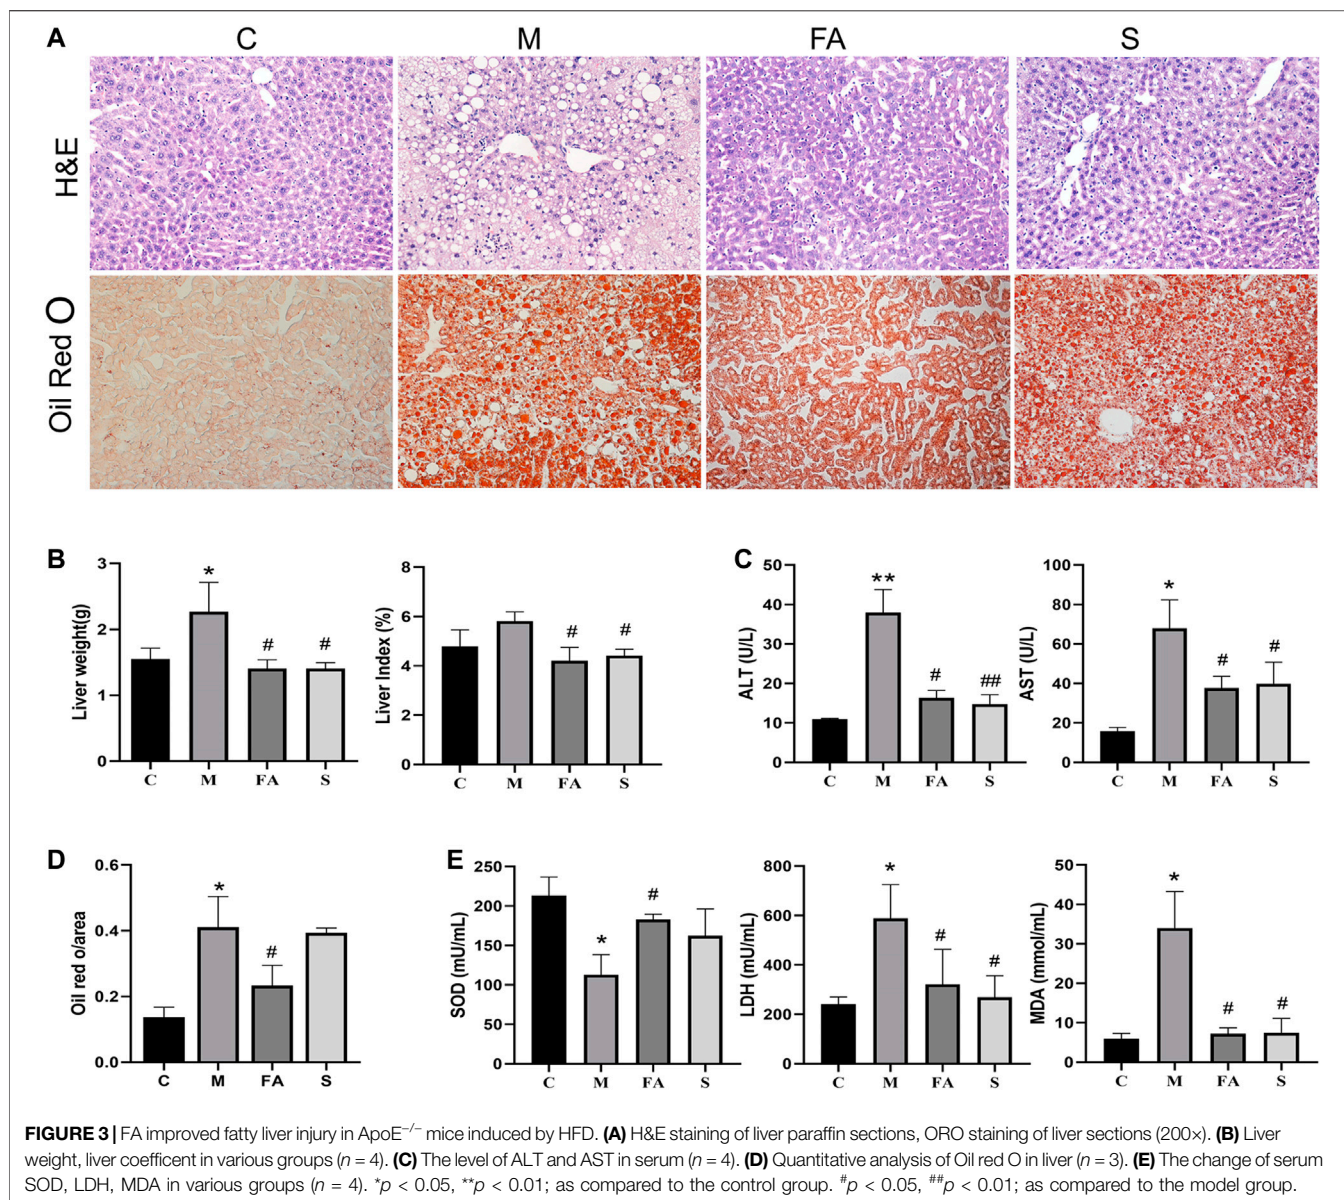 A
C
M
FA
S
H&E
Oil Red O
B
Liver weight(g)
3
2
1
0
*
#
#
C
M
FA
S
Liver Index (%)
8
6
4
2
0
#
#
C
M
FA
S
C
ALT (U/L)
50
40
30
20
10
0
**
#
##
C
M
FA
S
AST (U/L)
100
80
60
40
20
0
*
#
#
C
M
FA
S
D
Oil red o/area
0.6
0.4
0.2
0.0
*
#
C
M
FA
S
E
SOD (mU/mL)
250
200
150
100
50
0
*
#
C
M
FA
S
LDH (mU/mL)
800
600
400
200
0
*
#
#
C
M
FA
S
MDA (mmol/mL)
50
40
30
20
10
0
*
#
#
C
M
FA
S
FIGURE 3 | FA improved fatty liver injury in ApoE−/− mice induced by HFD. (A) H&E staining of liver paraffin sections, ORO staining of liver sections (200×). (B) Liver
weight, liver coefficent in various groups (n = 4). (C) The level of ALT and AST in serum (n = 4). (D) Quantitative analysis of Oil red O in liver (n = 3). (E) The change of serum
SOD, LDH, MDA in various groups (n = 4). *p < 0.05, **p < 0.01; as compared to the control group. #p < 0.05, ##p < 0.01; as compared to the model group.